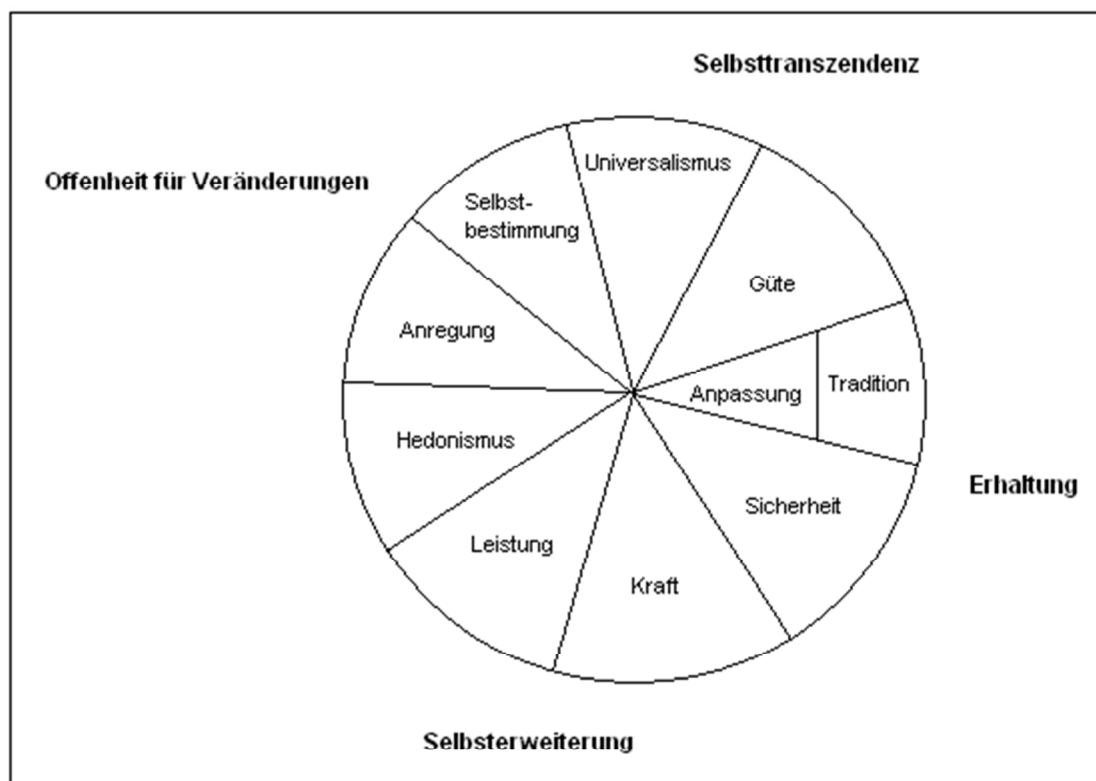 Selbsttranszendenz
Universalismus
Offenheit für Veränderungen
Selbst-
bestimmung
Güte
Anregung
Tradition
Anpassung
Hedonismus
Erhaltung
Sicherheit
Leistung
Kraft
Selbsterweiterung